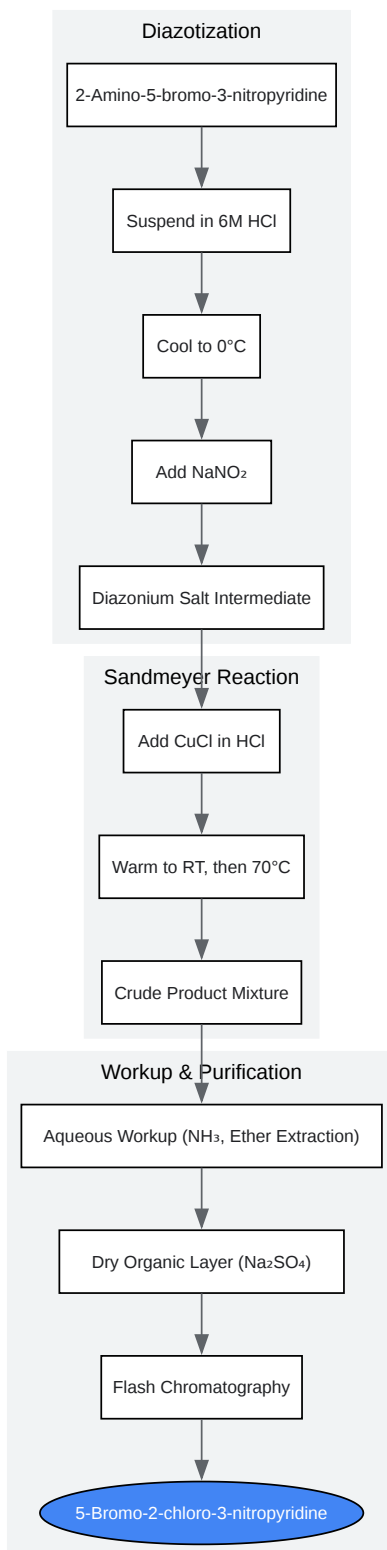 Diazotization
2-Amino-5-bromo-3-nitropyridine
Suspend in 6M HCl
Cool to 0°C
Add NaNO₂
Diazonium Salt Intermediate
Sandmeyer Reaction
Add CuCl in HCl
Warm to RT, then 70°C
Crude Product Mixture
Workup & Purification
Aqueous Workup (NH₃, Ether Extraction)
Dry Organic Layer (Na₂SO₄)
Flash Chromatography
5-Bromo-2-chloro-3-nitropyridine